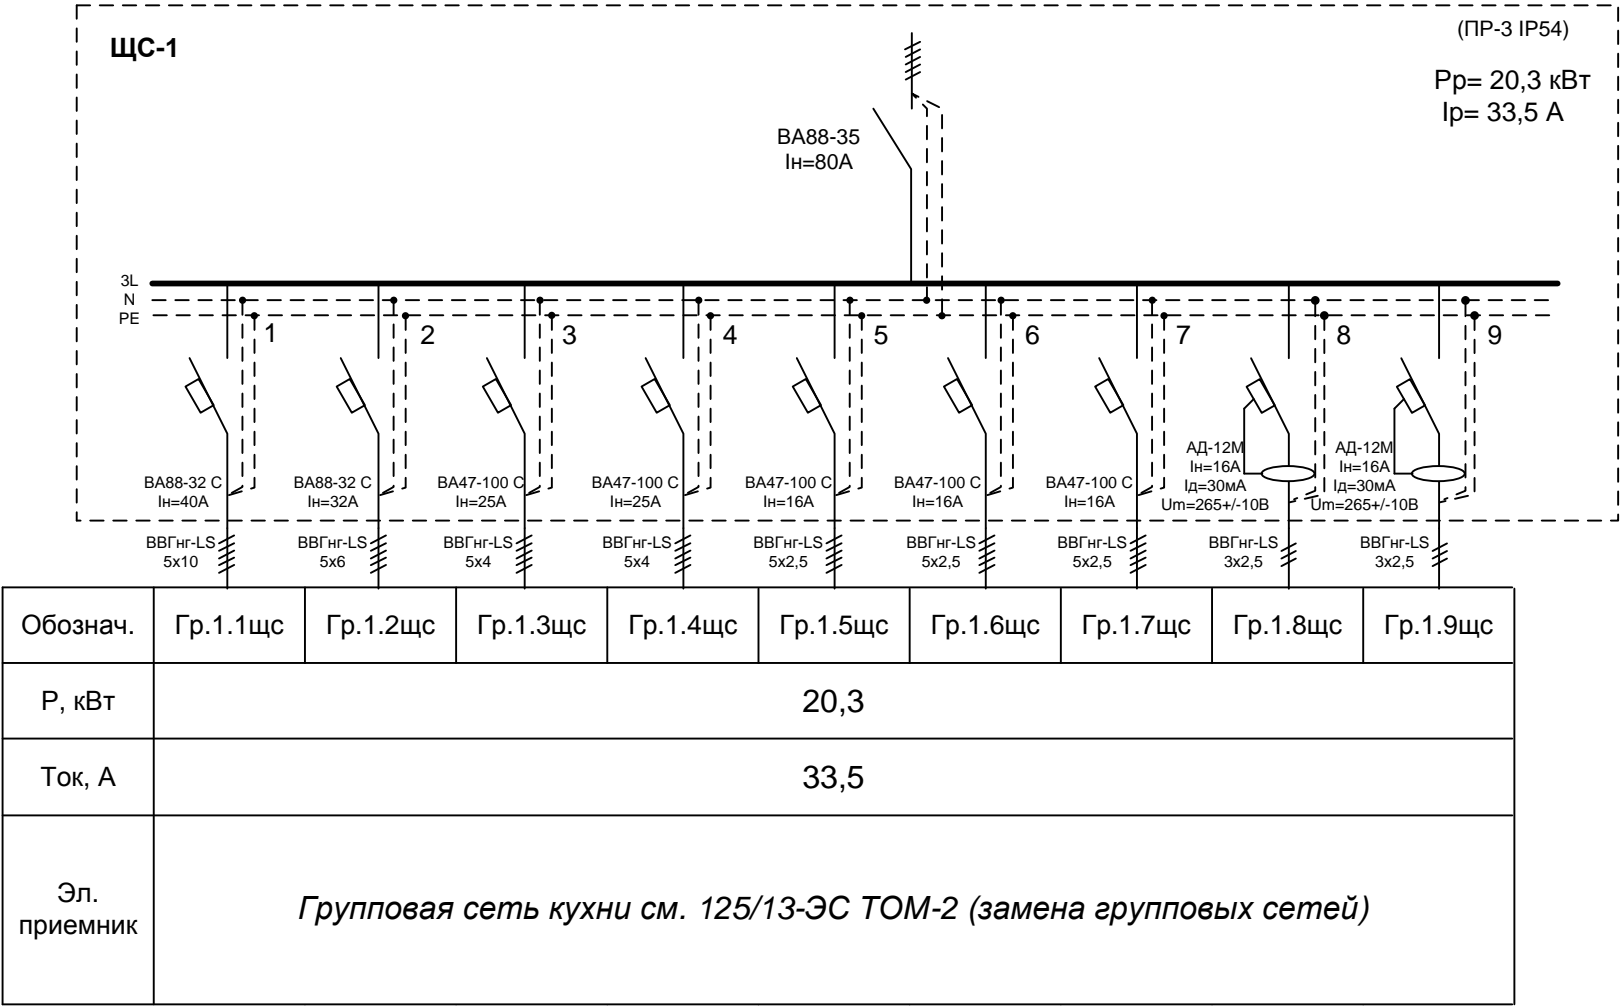 ЩС-1
(ПР-3 IP54)
Рр= 20,3 кВт
Iр= 33,5 А
ВА88-35
Iн=80А
3L
N
PE
1
2
3
4
5
6
7
8
9
ВА88-32 С
Iн=40А
ВА88-32 С
Iн=32А
ВА47-100 С
Iн=25А
ВА47-100 С
Iн=25А
ВА47-100 С
Iн=16А
ВА47-100 С
Iн=16А
ВА47-100 С
Iн=16А
АД-12М
Iн=16А
Iд=30мА
Um=265+/-10В
АД-12М
Iн=16А
Iд=30мА
Um=265+/-10В
ВВГнг-LS
5х10
ВВГнг-LS
5х6
ВВГнг-LS
5х4
ВВГнг-LS
5х4
ВВГнг-LS
5х2,5
ВВГнг-LS
5х2,5
ВВГнг-LS
5х2,5
ВВГнг-LS
3х2,5
ВВГнг-LS
3х2,5
Обознач. Гр.1.1щс Гр.1.2щс Гр.1.3щс Гр.1.4щс Гр.1.5щс Гр.1.6щс Гр.1.7щс Гр.1.8щс Гр.1.9щс
Р, кВт 20,3
Ток, А 33,5
Эл.
приемник
Групповая сеть кухни см. 125/13-ЭС ТОМ-2 (замена групповых сетей)